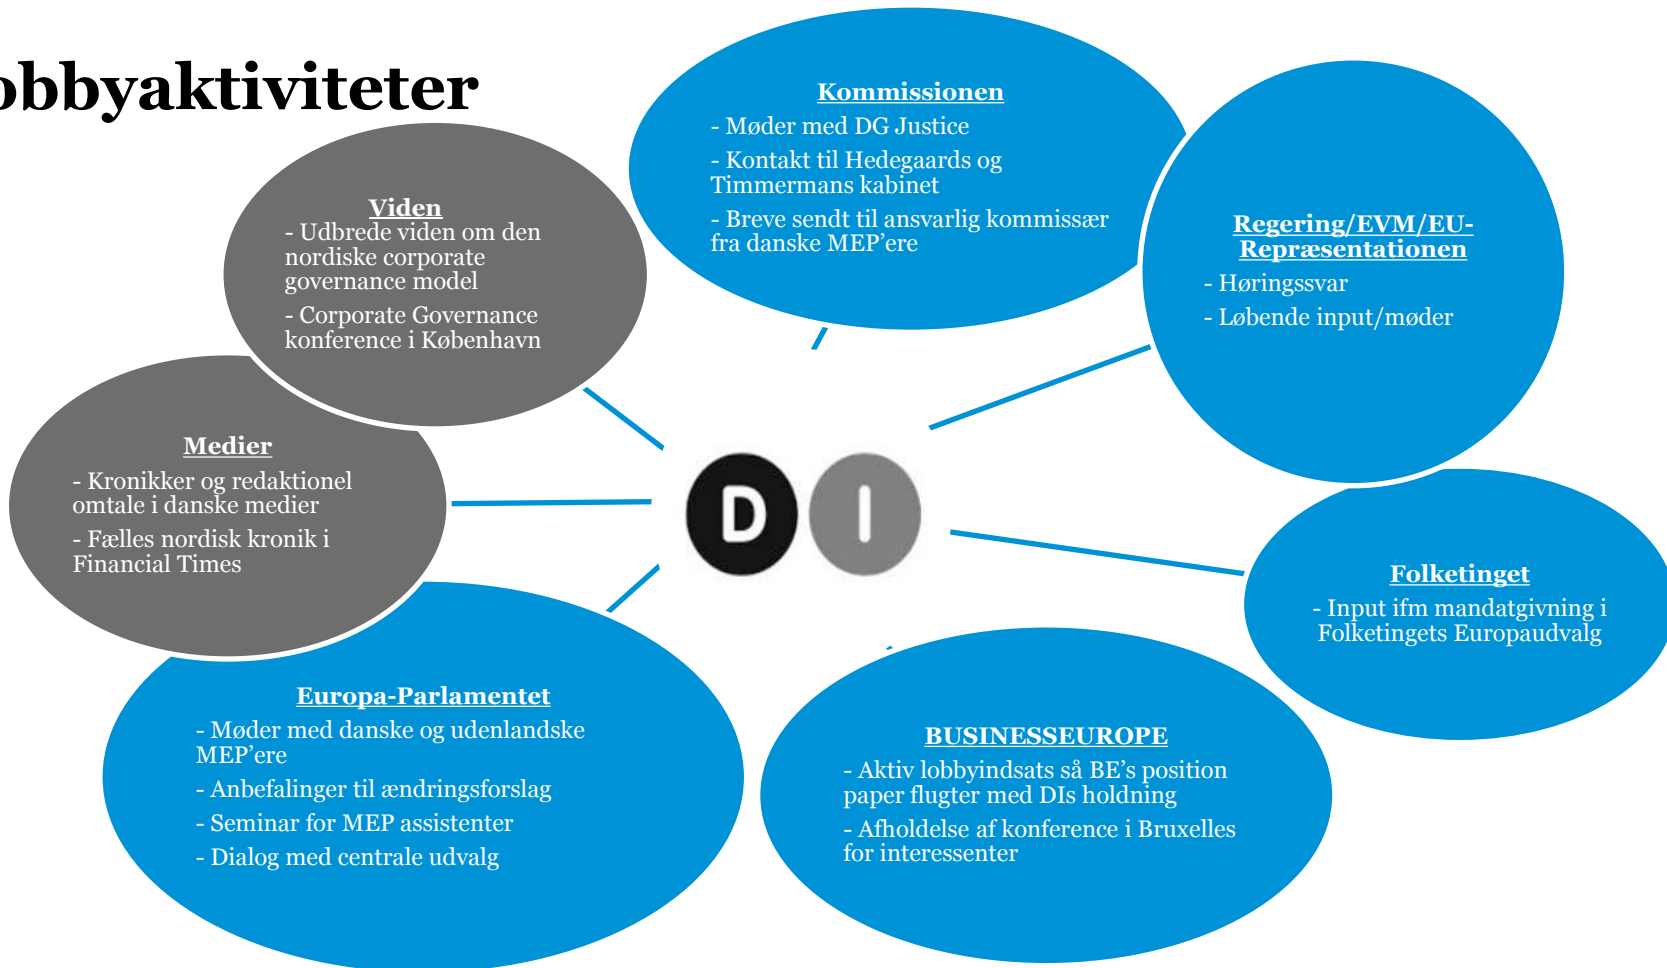 obbyaktiviteter
Kommissionen
- Møder med DG Justice
- Kontakt til Hedegaards og
Timmermans kabinet
- Breve sendt til ansvarlig kommissær
fra danske MEP’ere
Regering/EVM/EU-
Repræsentationen
- Høringssvar
- Løbende input/møder
Viden
- Udbrede viden om den
nordiske corporate
governance model
- Corporate Governance
konference i København
Medier
- Kronikker og redaktionel
omtale i danske medier
- Fælles nordisk kronik i
Financial Times
D I
Folketinget
- Input ifm mandatgivning i
Folketingets Europaudvalg
Europa-Parlamentet
- Møder med danske og udenlandske
MEP’ere
- Anbefalinger til ændringsforslag
- Seminar for MEP assistenter
- Dialog med centrale udvalg
BUSINESSEUROPE
- Aktiv lobbyindsats så BE’s position
paper flugter med DIs holdning
- Afholdelse af konference i Bruxelles
for interessenter